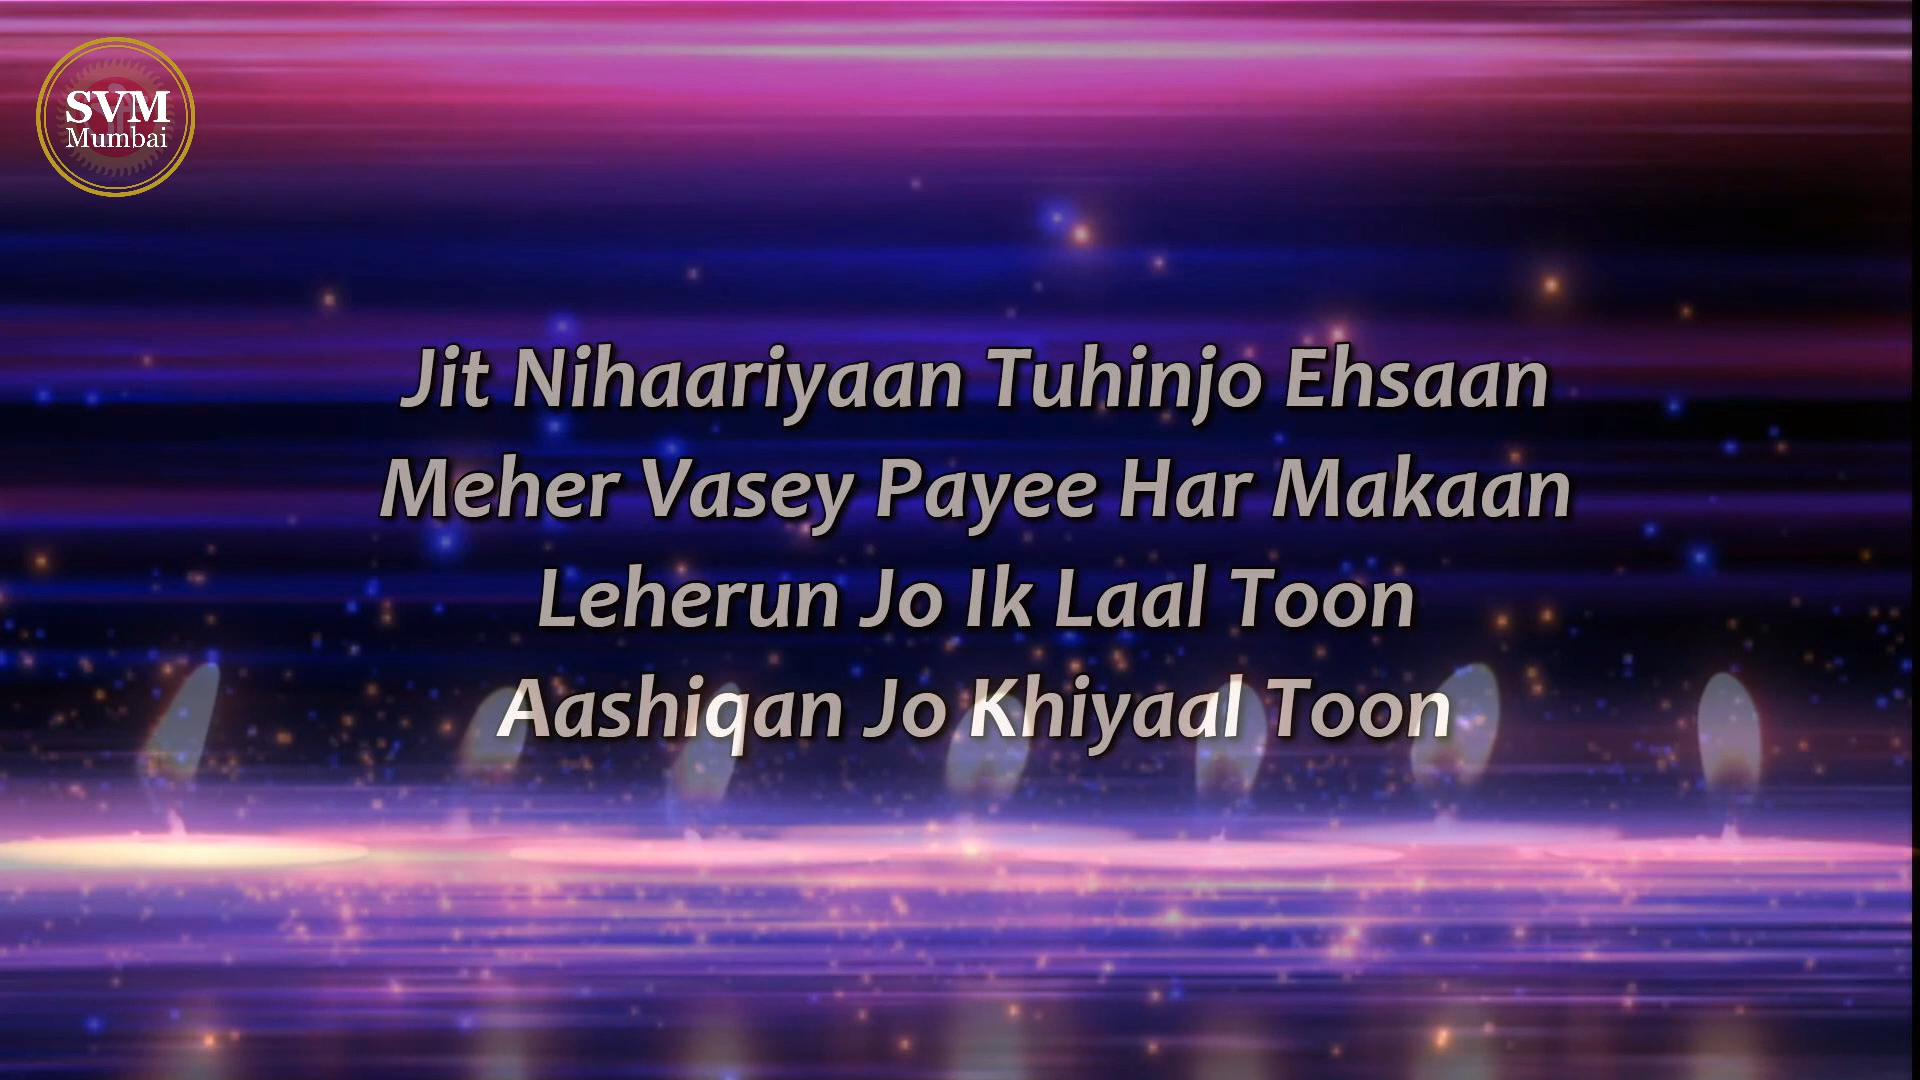 SVM
Mumbai
Jit Nihaariyaan Tuhinjo Ehsaan
Meher Vasey Payee Har Makaan
Leherun Jo Ik Laal Toon
Aashiqan Jo Khiyaal Toon